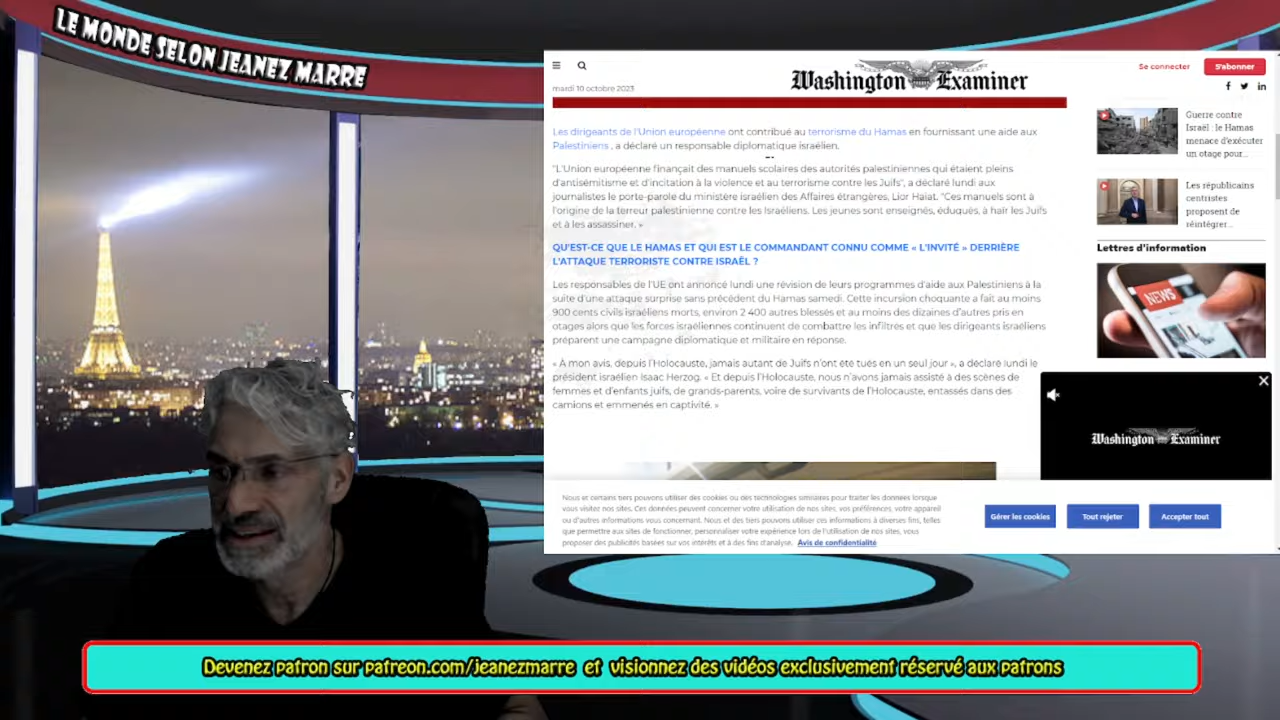 LE MONDE SELON JEANEZ MARRE
Washington Examiner
mardi 10 octobre 2023
Se connecter
S'abonner
Les dirigeants de l'Union européenne ont contribué au terrorisme du Hamas en fournissant une aide aux
Palestiniens , a déclaré un responsable diplomatique israélien.
"L'Union européenne finançait des manuels scolaires des autorités palestiniennes qui étaient pleins
d'antisémitisme et d'incitation à la violence et au terrorisme contre les Juifs", a déclaré lundi aux
journalistes le porte-parole du ministère israélien des Affaires étrangères, Lior Haiat. "Ces manuels sont à
l'origine de la terreur palestinienne contre les Israéliens. Les jeunes sont enseignés, éduqués, à haïr les Juifs
et à les assassiner. »
QU'EST-CE QUE LE HAMAS ET QUI EST LE COMMANDANT CONNU COMME « L'INVITÉ » DERRIÈRE
L'ATTAQUE TERRORISTE CONTRE ISRAËL ?
Les responsables de l'UE ont annoncé lundi une révision de leurs programmes d'aide aux Palestiniens à la
suite d'une attaque surprise sans précédent du Hamas samedi. Cette incursion choquante a fait au moins
900 cents civils israéliens morts, environ 2 400 autres blessés et au moins des dizaines d'autres pris en
otages alors que les forces israéliennes continuent de combattre les infiltrés et que les dirigeants israéliens
préparent une campagne diplomatique et militaire en réponse.
« À mon avis, depuis l'Holocauste, jamais autant de Juifs n'ont été tués en un seul jour », a déclaré lundi le
président israélien Isaac Herzog. « Et depuis l'Holocauste, nous n'avons jamais assisté à des scènes de
femmes et d'enfants juifs, de grands-parents, voire de survivants de l'Holocauste, entassés dans des
camions et emmenés en captivité. »
Guerre contre
Israël : le Hamas
menace d'exécuter
un otage pour...
Les républicains
centristes
proposent de
réintégrer...
Lettres d'information
NEWS
Washington Examiner
Nous et certains tiers pouvons utiliser des cookies ou des technologies similaires pour traiter les données lorsque
vous visitez nos sites. Ces données peuvent concerner votre utilisation de nos sites, vos préférences, votre appareil
ou d'autres informations vous concernant. Nous et des tiers pouvons utiliser ces informations à diverses fins, telles
que permettre aux sites de fonctionner, personnaliser votre expérience lors de l'utilisation de nos sites, vous
proposer des publicités basées sur vos intérêts et à des fins d'analyse. Avis de confidentialité
Gérer les cookies
Tout rejeter
Accepter tout
Devenez patron sur patreon.com/jeanezmarre et visionnez des vidéos exclusivement réservé aux patrons